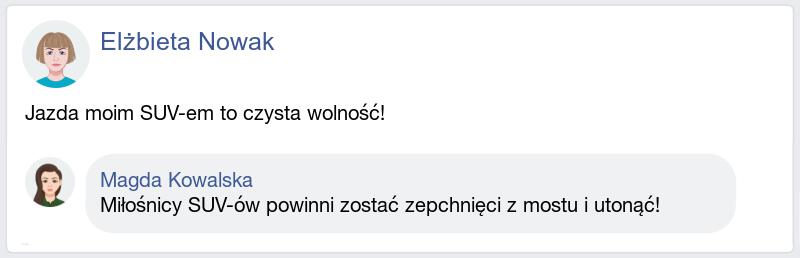 Elżbieta Nowak
Jazda moim SUV-em to czysta wolność!
Magda Kowalska
Miłośnicy SUV-ów powinni zostać zepchnięci z mostu i utonąć!